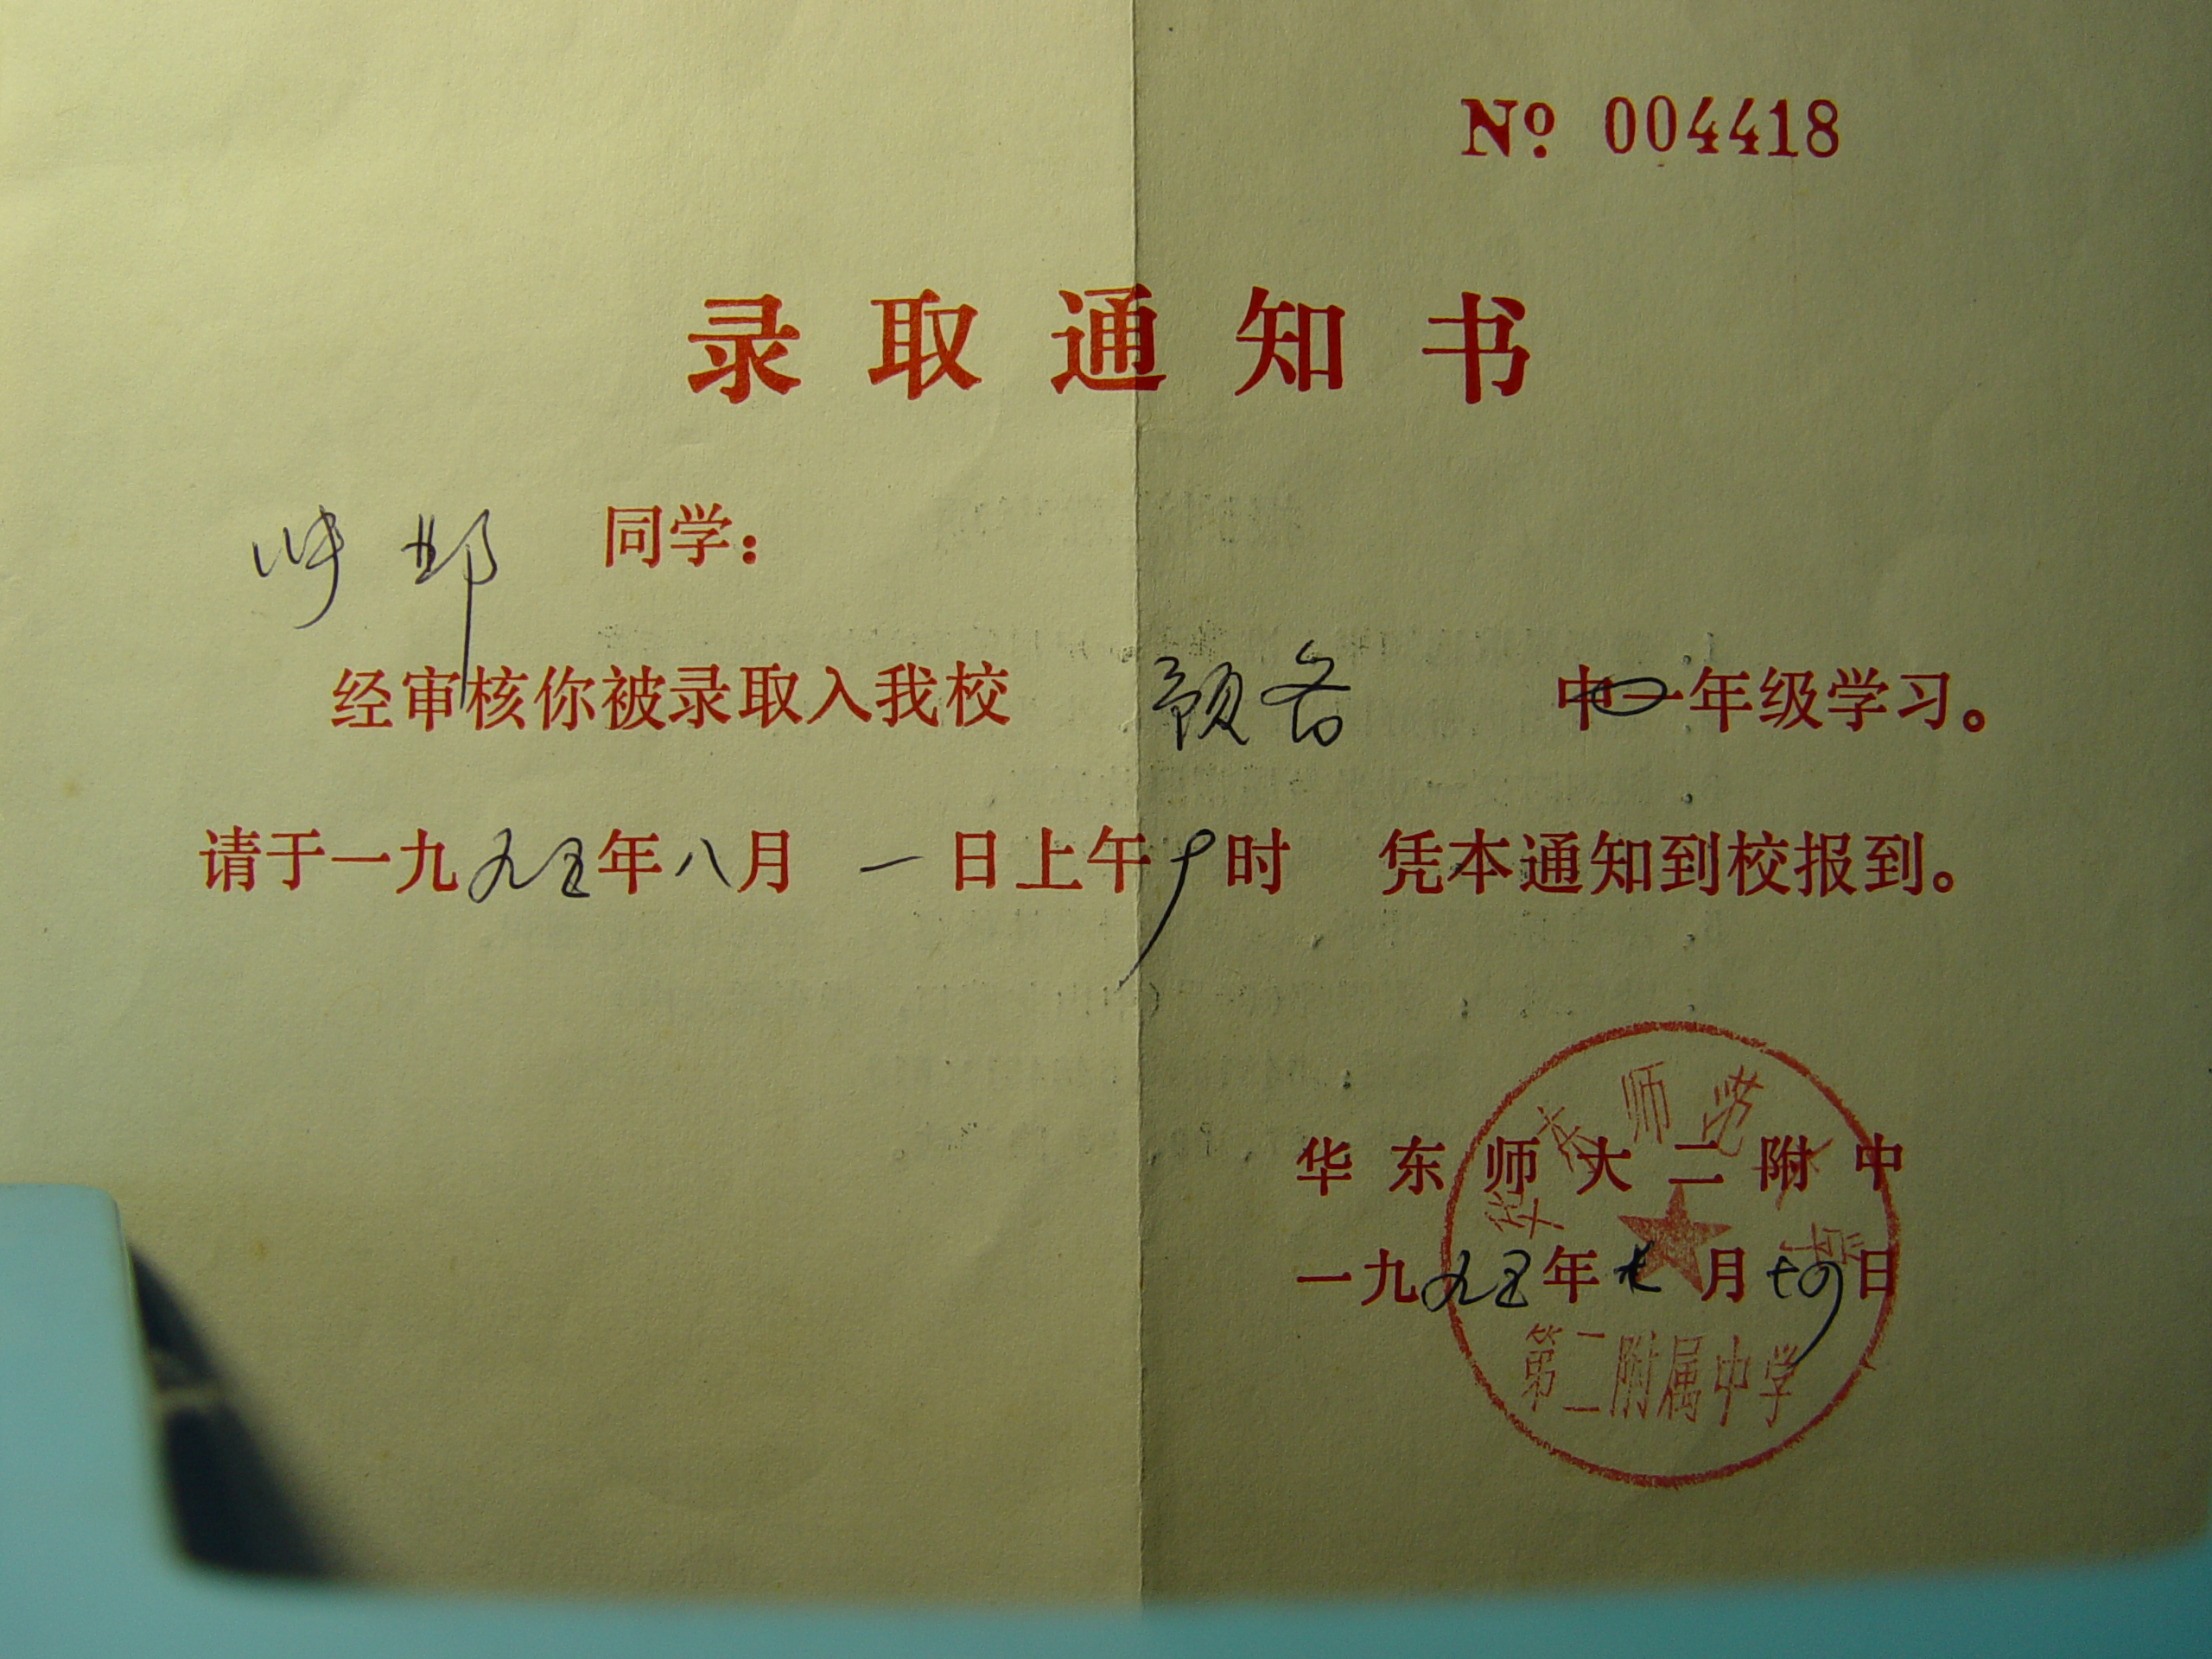 No 004418
录取通知书
同学：
经审核你被录取入我校 预备 中一年级学习。
请于一九九五年八月一日上午9时 凭本通知到校报到。
华东师大二附中
一九九五年七月十四日
华东师范大学
第二附属中学